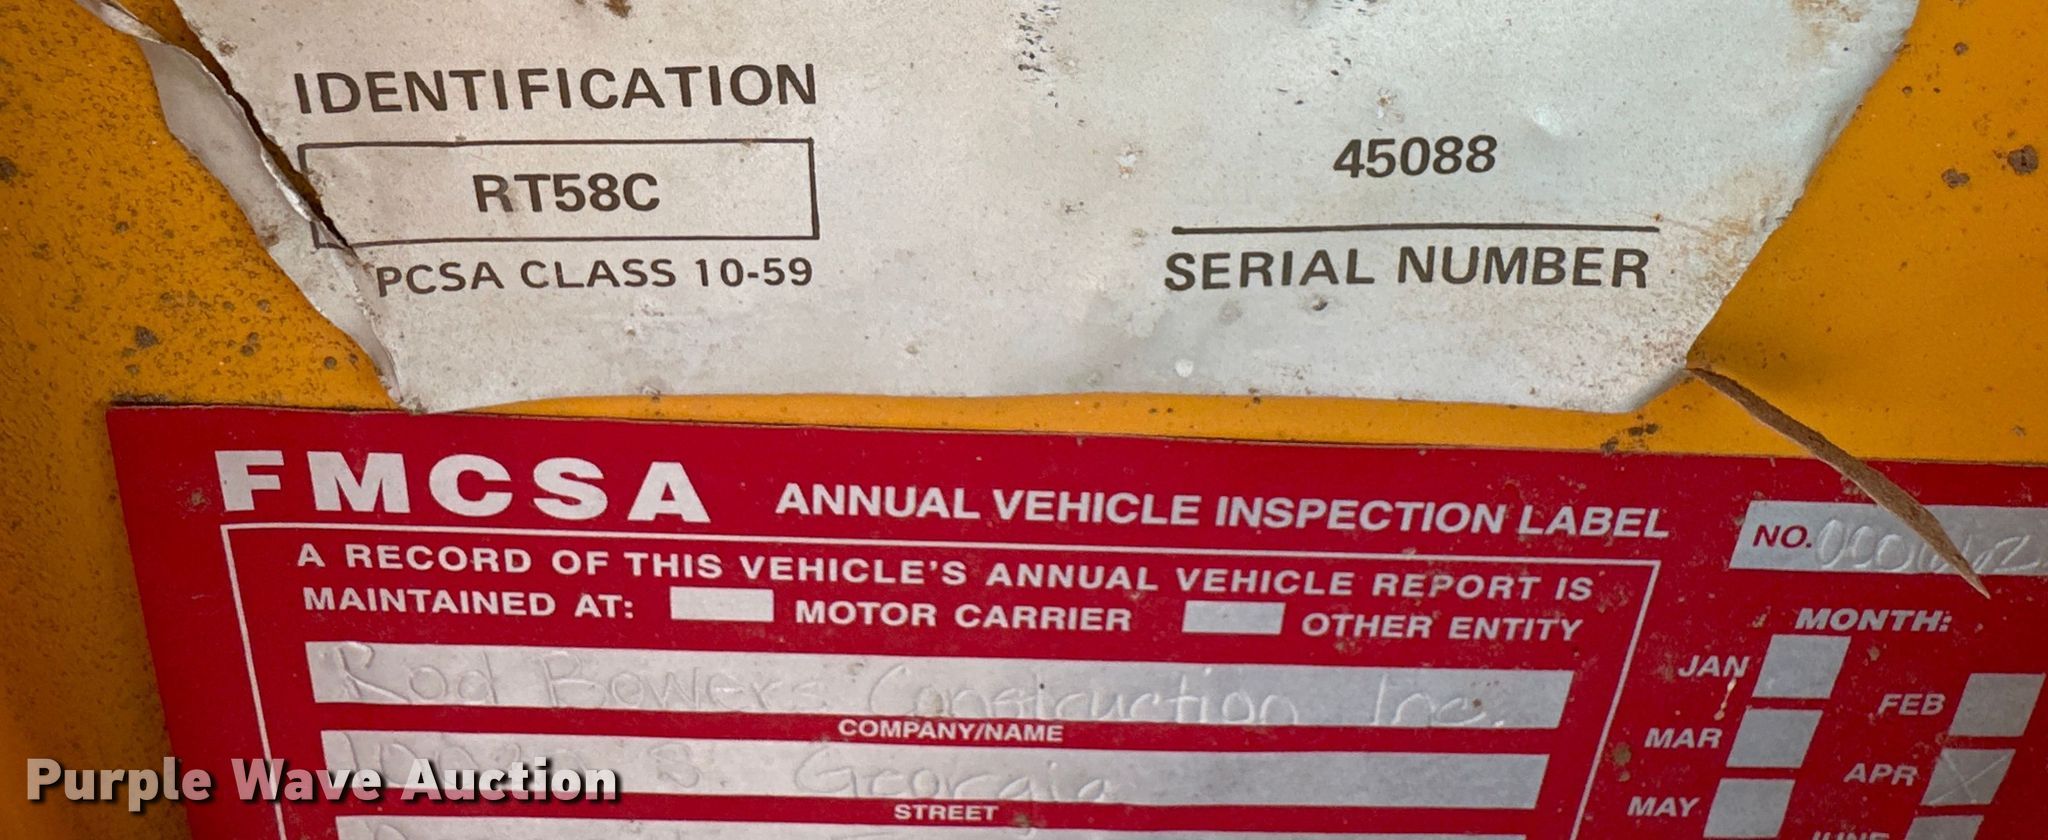 IDENTIFICATION
RT58C
PCSA CLASS 10-59
45088
SERIAL NUMBER
FMCSA ANNUAL VEHICLE INSPECTION LABEL
NO.
A RECORD OF THIS VEHICLE'S ANNUAL VEHICLE REPORT IS
MAINTAINED AT: MOTOR CARRIER OTHER ENTITY
Rod Bowers Construction Inc.
COMPANY/NAME
S Georgia
STREET
MONTH:
JAN
FEB
MAR
APR
MAY
JUNE
Purple Wave Auction